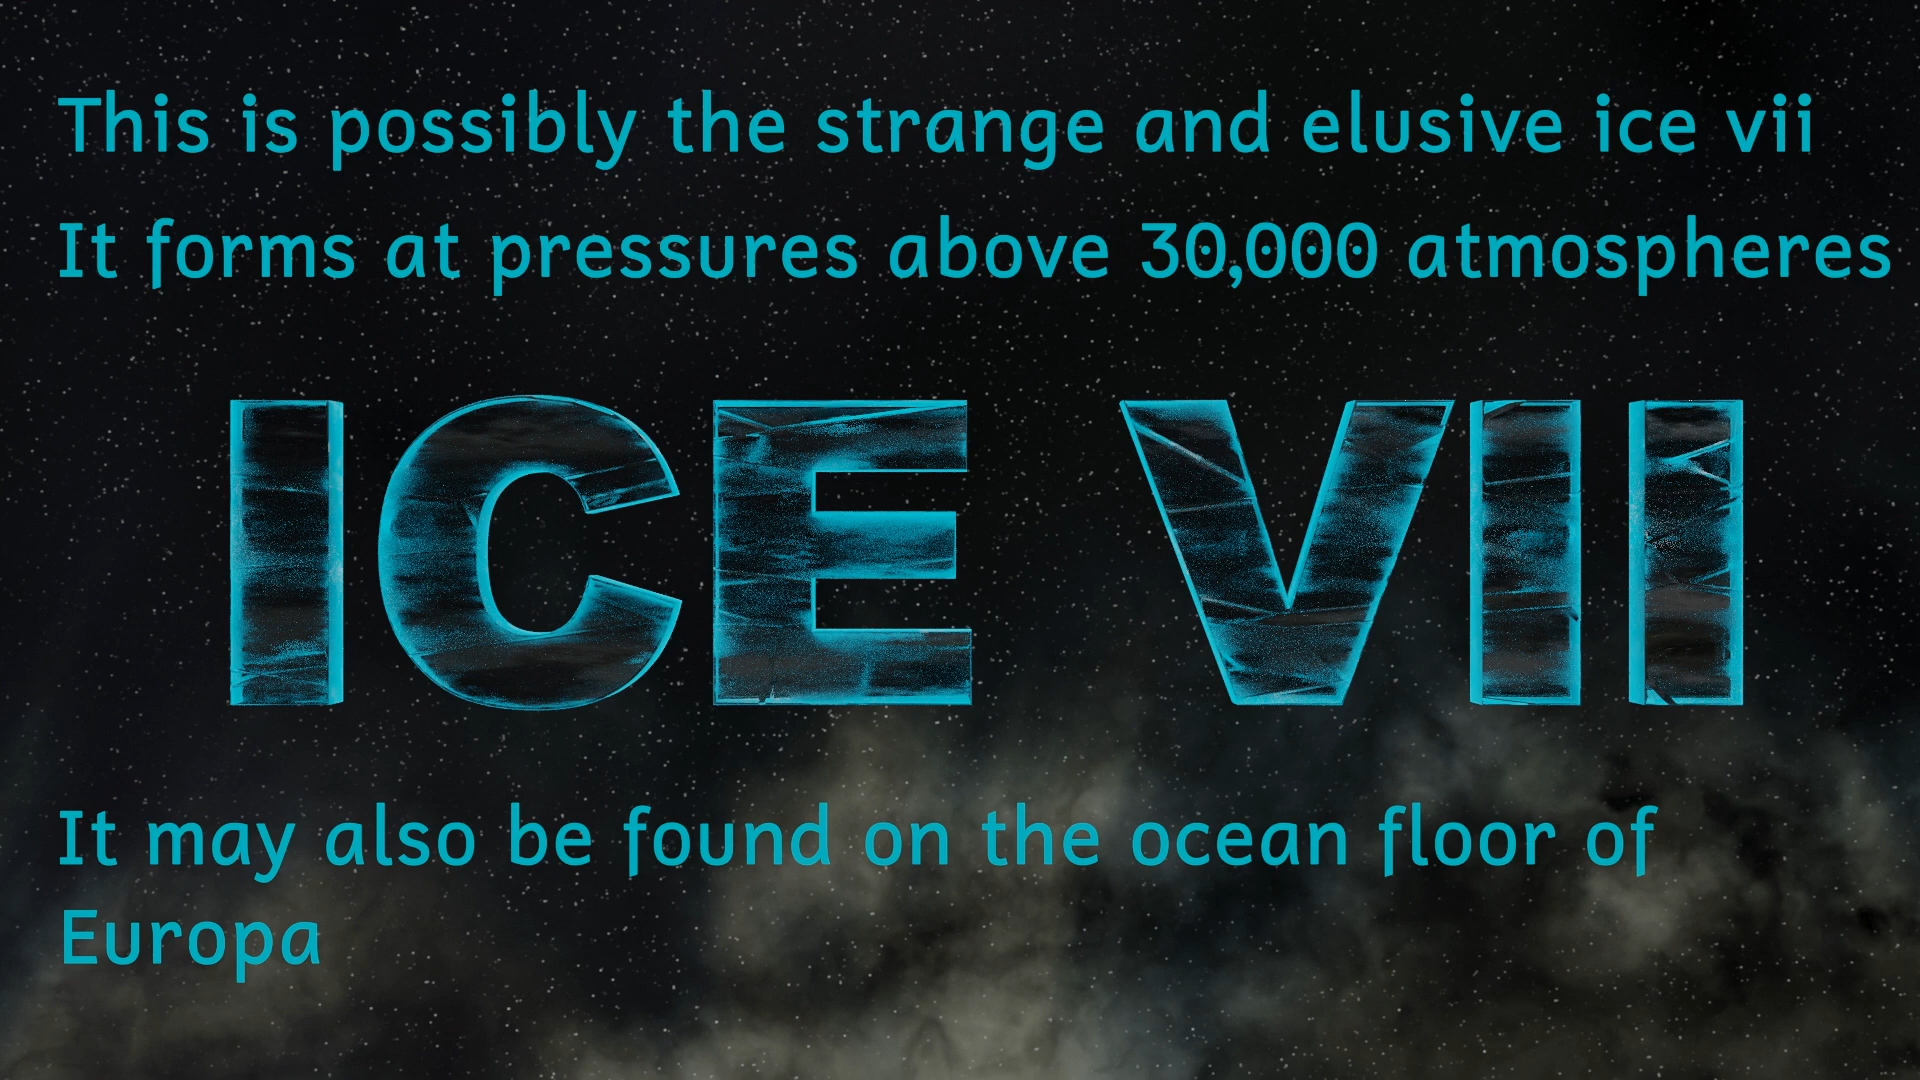 This is possibly the strange and elusive ice vii
It forms at pressures above 30,000 atmospheres
ICE VII
It may also be found on the ocean floor of
Europa